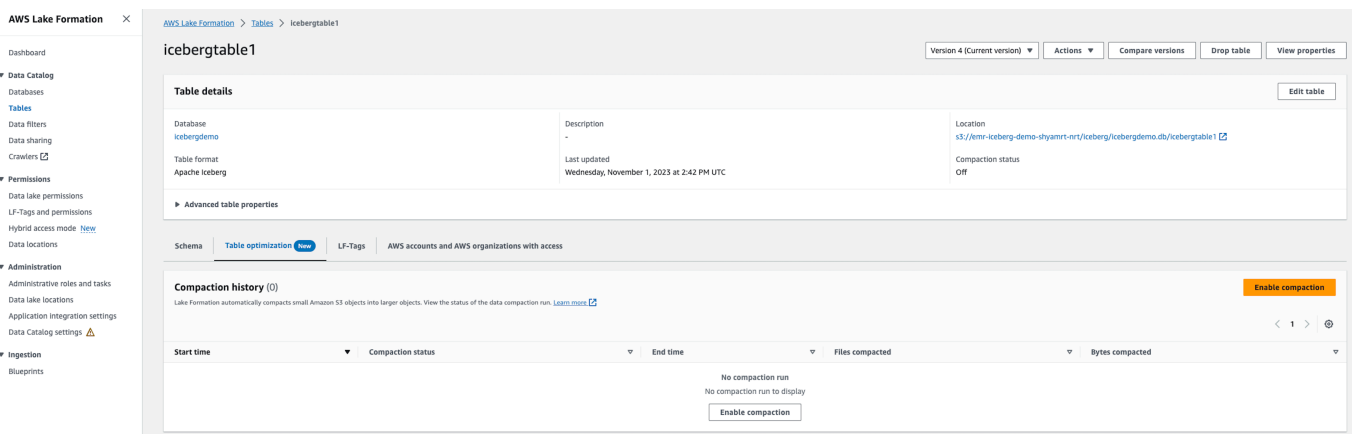 AWS Lake Formation
AWS Lake Formation > Tables > icebergtable1
Dashboard
Data Catalog
Databases
Tables
Data filters
Data sharing
Crawlers
Permissions
Data lake permissions
LF-Tags and permissions
Hybrid access mode New
Data locations
Administration
Administrative roles and tasks
Data lake locations
Application integration settings
Data Catalog settings
Ingestion
Blueprints
icebergtable1
Version 4 (Current version) Actions Compare versions Drop table View properties
Table details
Edit table
Database
icebergdemo
Description
-
Location
s3://emr-iceberg-demo-shyamrt-nrt/iceberg/icebergdemo.db/icebergtable1
Table format
Apache Iceberg
Last updated
Wednesday, November 1, 2023 at 2:42 PM UTC
Compaction status
Off
Advanced table properties
Schema Table optimization New LF-Tags AWS accounts and AWS organizations with access
Compaction history (0)
Enable compaction
Lake Formation automatically compacts small Amazon S3 objects into larger objects. View the status of the data compaction run. Learn more
< 1 >
Start time Compaction status End time Files compacted Bytes compacted
No compaction run
No compaction run to display
Enable compaction